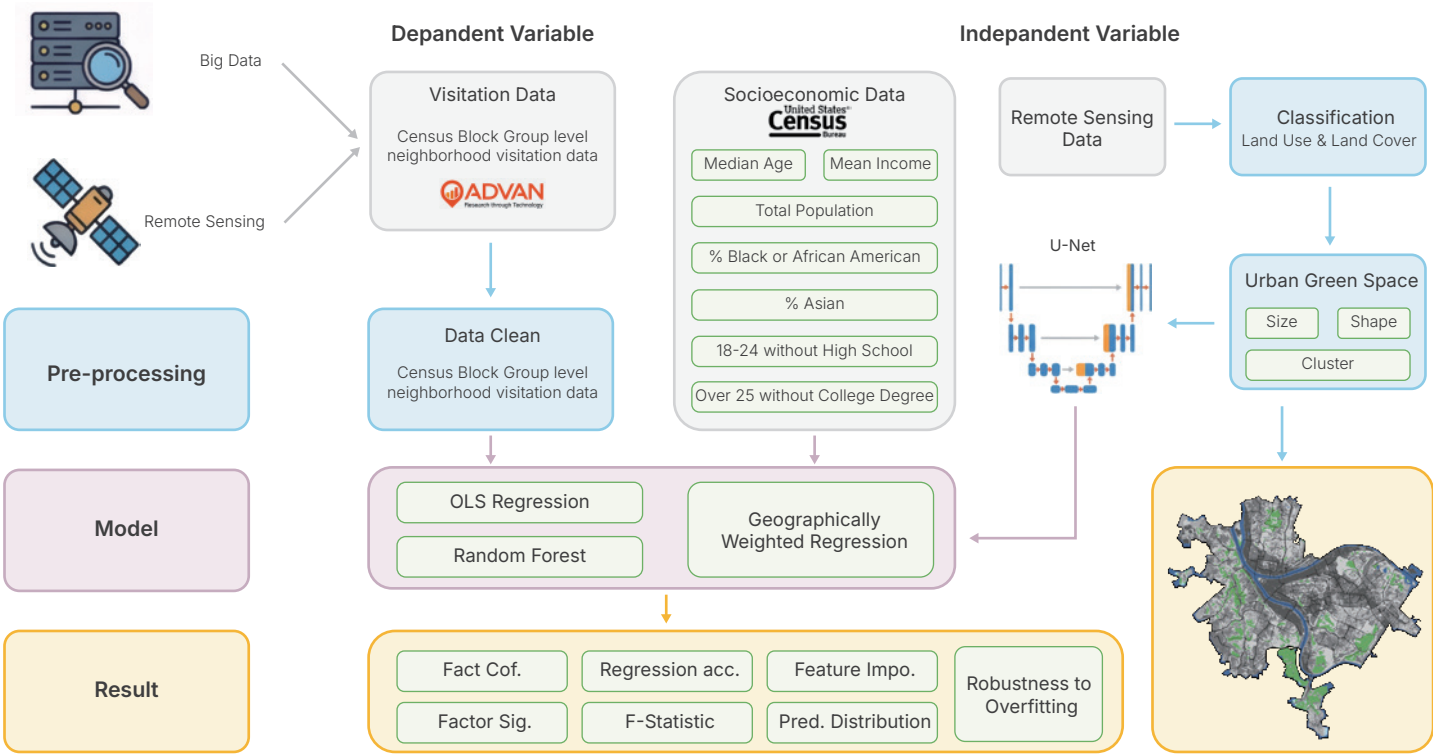 Depandent Variable
Independant Variable
Big Data
Remote Sensing
Visitation Data
Census Block Group level
neighborhood visitation data
ADVAN
Research through Technology
Socioeconomic Data
United States®
Census
Bureau
Median Age
Mean Income
Total Population
% Black or African American
% Asian
18-24 without High School
Over 25 without College Degree
Remote Sensing
Data
Classification
Land Use & Land Cover
U-Net
Urban Green Space
Size
Shape
Cluster
Pre-processing
Data Clean
Census Block Group level
neighborhood visitation data
Model
OLS Regression
Random Forest
Geographically
Weighted Regression
Result
Fact Cof.
Regression acc.
Feature Impo.
Factor Sig.
F-Statistic
Pred. Distribution
Robustness to
Overfitting